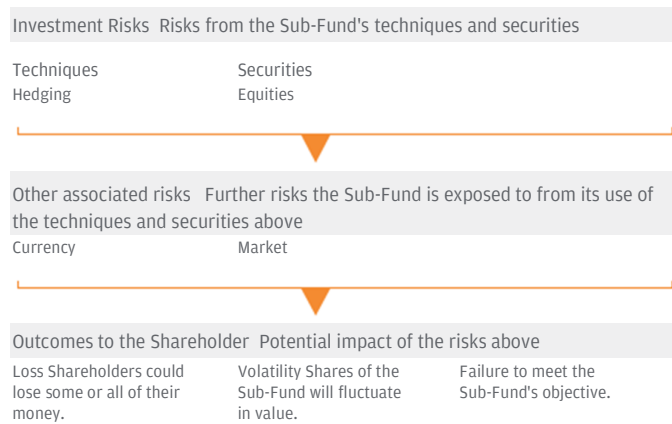 Investment Risks Risks from the Sub-Fund's techniques and securities
Techniques Securities
Hedging Equities
Other associated risks Further risks the Sub-Fund is exposed to from its use of
the techniques and securities above
Currency Market
Outcomes to the Shareholder Potential impact of the risks above
Loss Shareholders could
lose some or all of their
money.
Volatility Shares of the
Sub-Fund will fluctuate
in value.
Failure to meet the
Sub-Fund's objective.